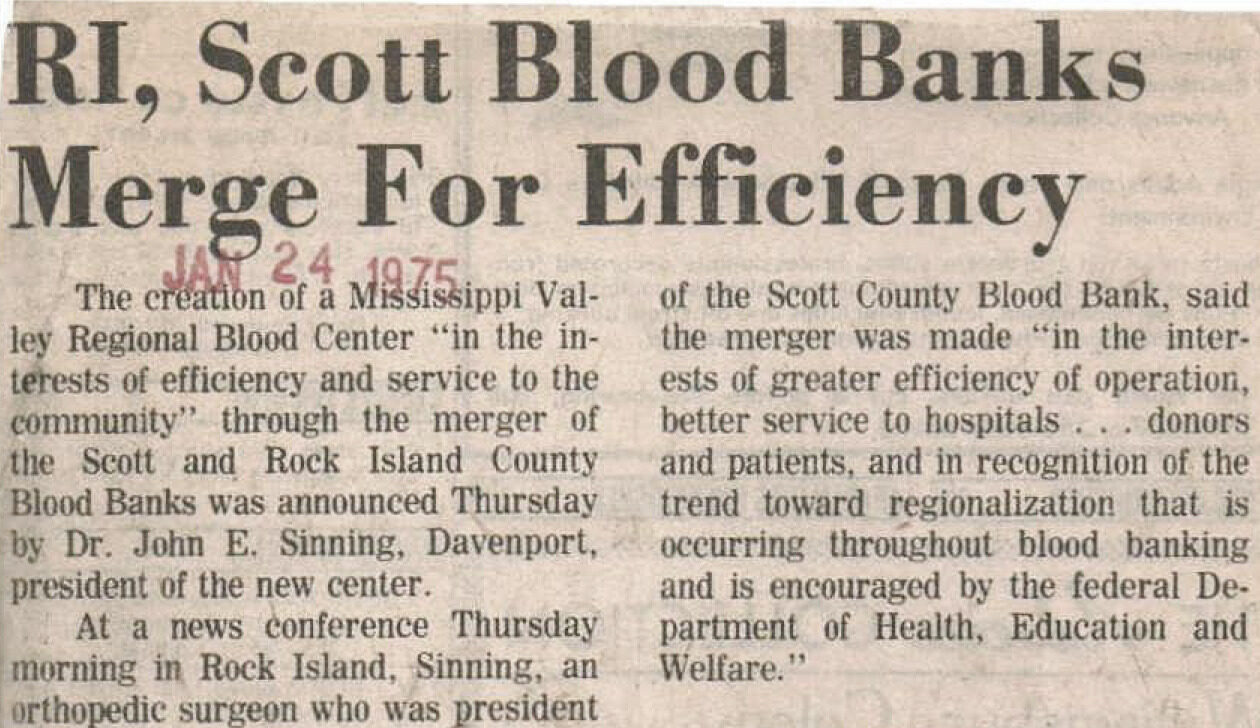 RI, Scott Blood Banks
Merge For Efficiency
JAN 24 1975
The creation of a Mississippi Val-
ley Regional Blood Center “in the in-
terests of efficiency and service to the
community” through the merger of
the Scott and Rock Island County
Blood Banks was announced Thursday
by Dr. John E. Sinning, Davenport,
president of the new center.
At a news conference Thursday
morning in Rock Island, Sinning, an
orthopedic surgeon who was president
of the Scott County Blood Bank, said
the merger was made “in the inter-
ests of greater efficiency of operation,
better service to hospitals . . . donors
and patients, and in recognition of the
trend toward regionalization that is
occurring throughout blood banking
and is encouraged by the federal De-
partment of Health, Education and
Welfare.”